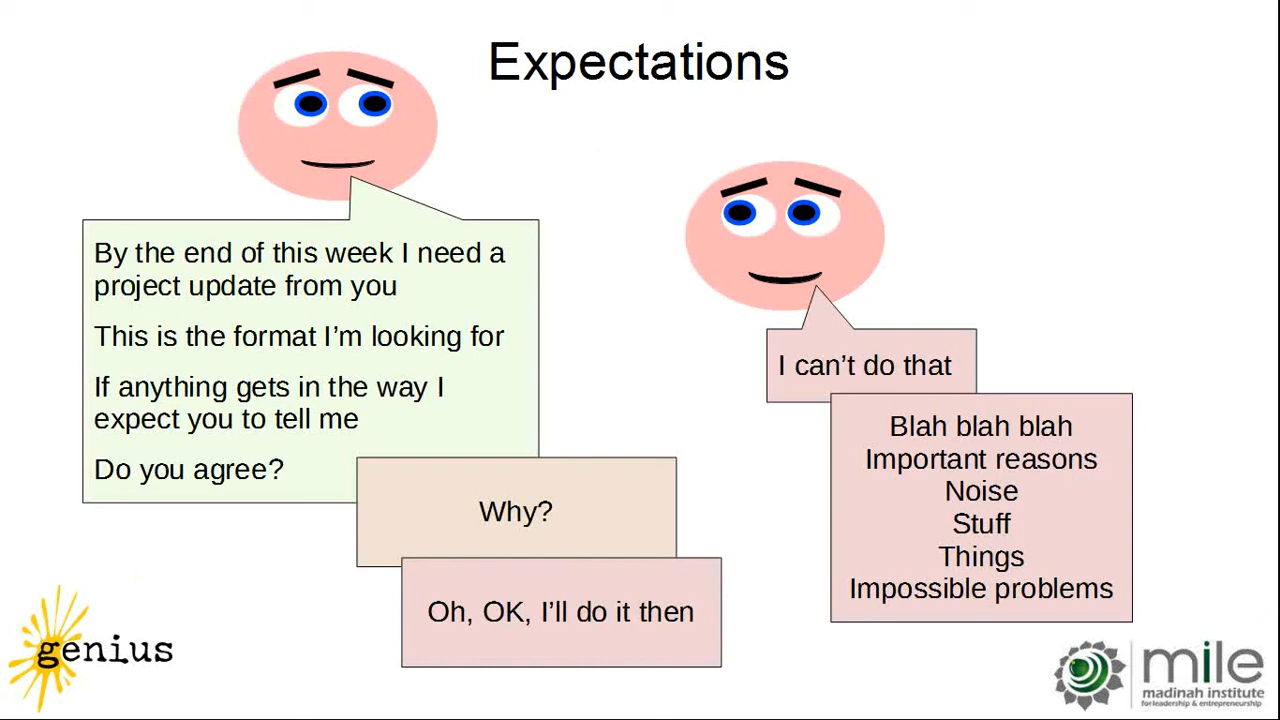 Expectations
By the end of this week I need a
project update from you
This is the format I'm looking for
If anything gets in the way I
expect you to tell me
Do you agree?
I can't do that
Blah blah blah
Important reasons
Noise
Stuff
Things
Impossible problems
Why?
Oh, OK, I'll do it then
genius
mile
madinah institute
for leadership & entrepreneurship